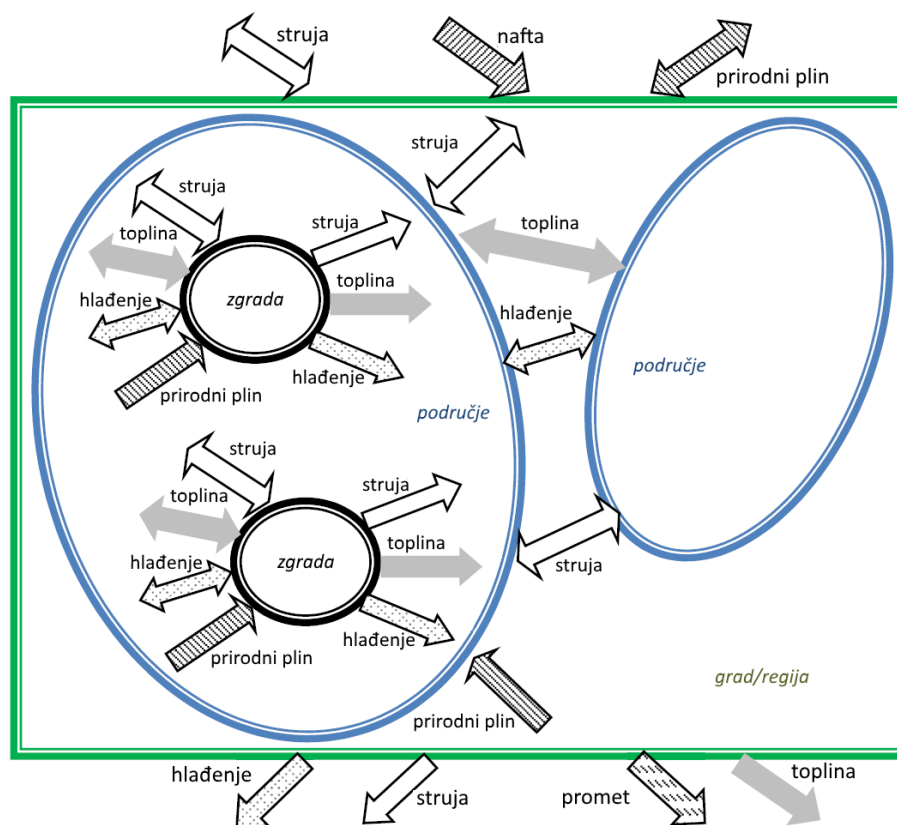 struja
nafta
prirodni plin
struja
struja
struja
toplina
toplina
toplina
hlađenje
zgrada
hlađenje
hlađenje
prirodni plin
područje
područje
struja
struja
toplina
toplina
hlađenje
zgrada
struja
hlađenje
prirodni plin
grad/regija
prirodni plin
hlađenje
struja
promet
toplina